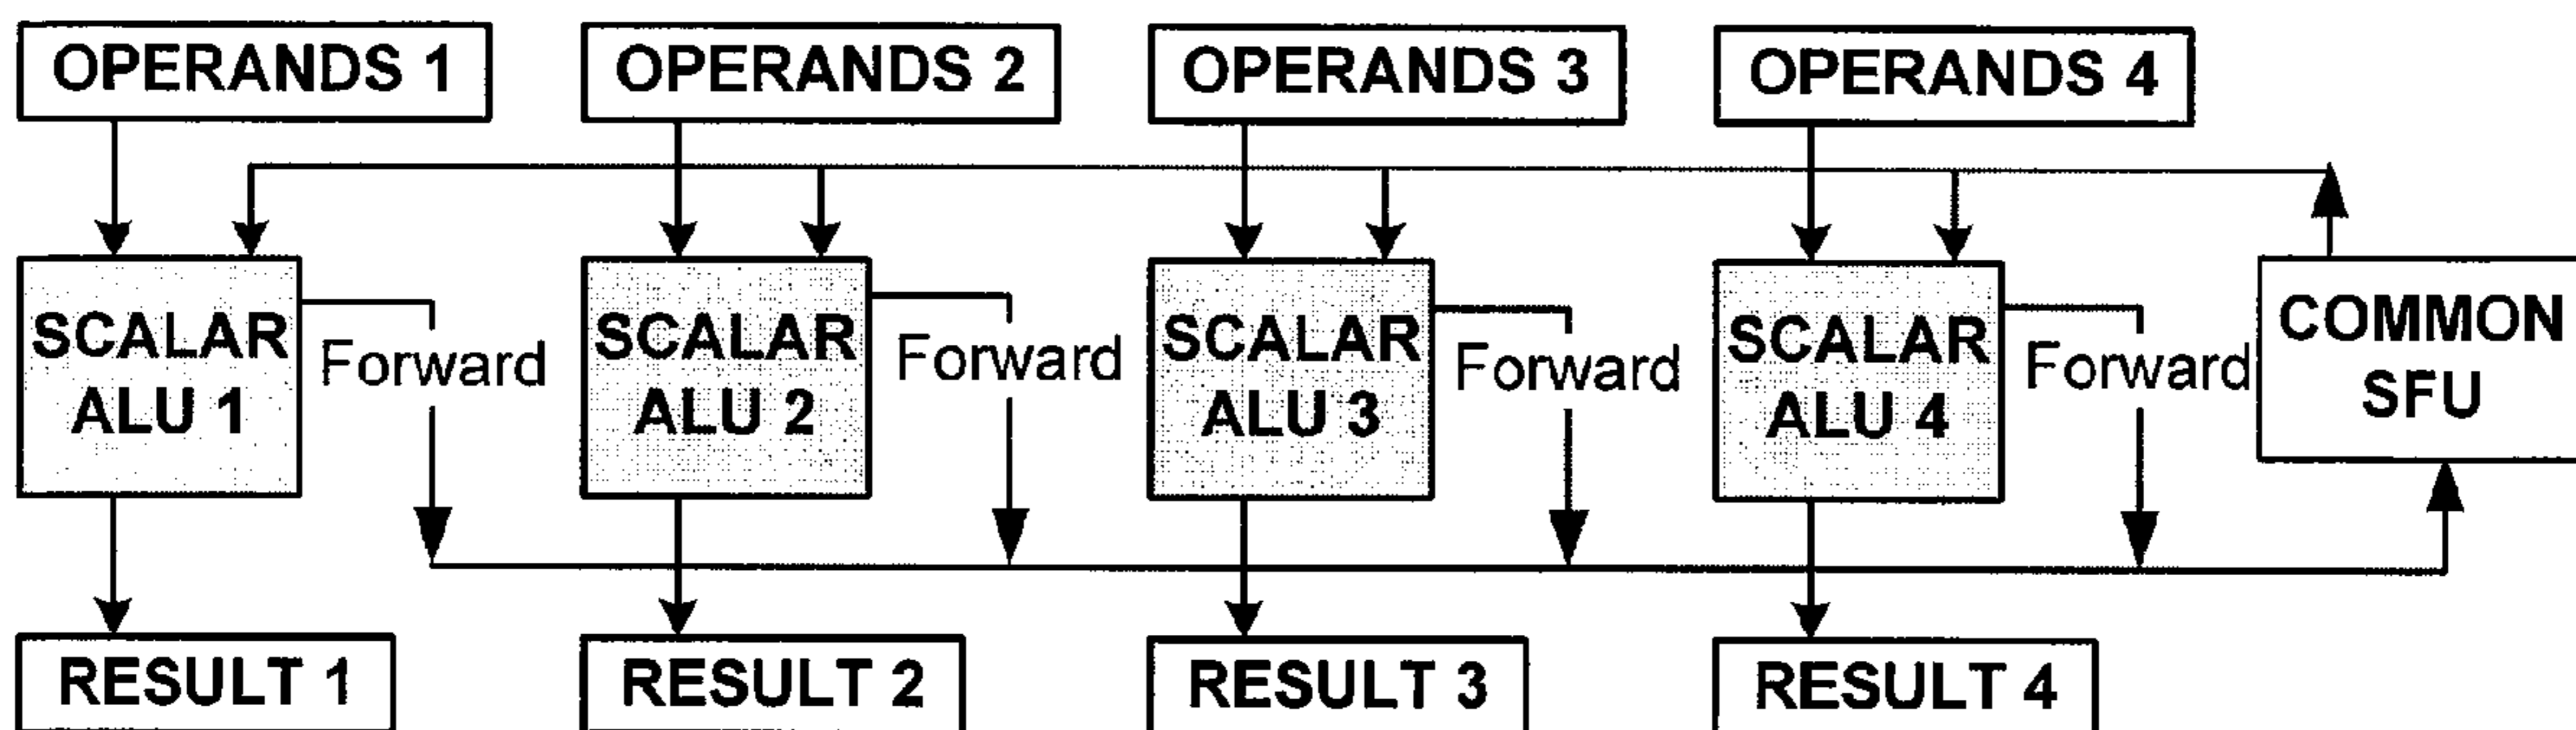 OPERANDS 1
OPERANDS 2
OPERANDS 3
OPERANDS 4
SCALAR
ALU 1
Forward
SCALAR
ALU 2
Forward
SCALAR
ALU 3
Forward
SCALAR
ALU 4
Forward
COMMON
SFU
RESULT 1
RESULT 2
RESULT 3
RESULT 4